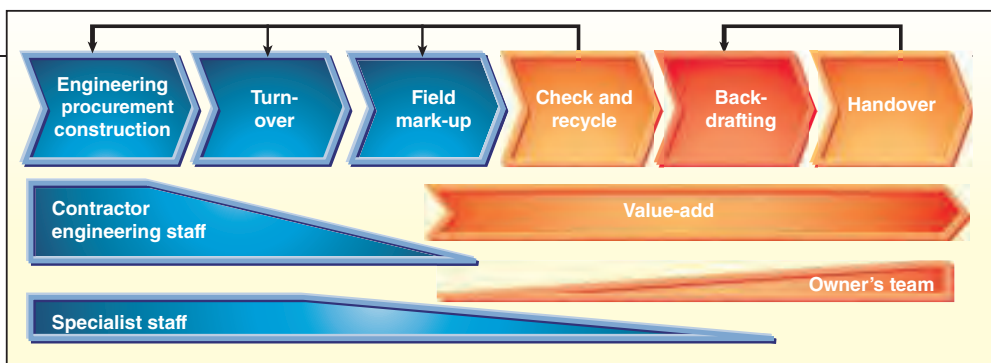 Engineering
procurement
construction
Turn-
over
Field
mark-up
Check and
recycle
Back-
drafting
Handover
Contractor
engineering staff
Value-add
Owner's team
Specialist staff